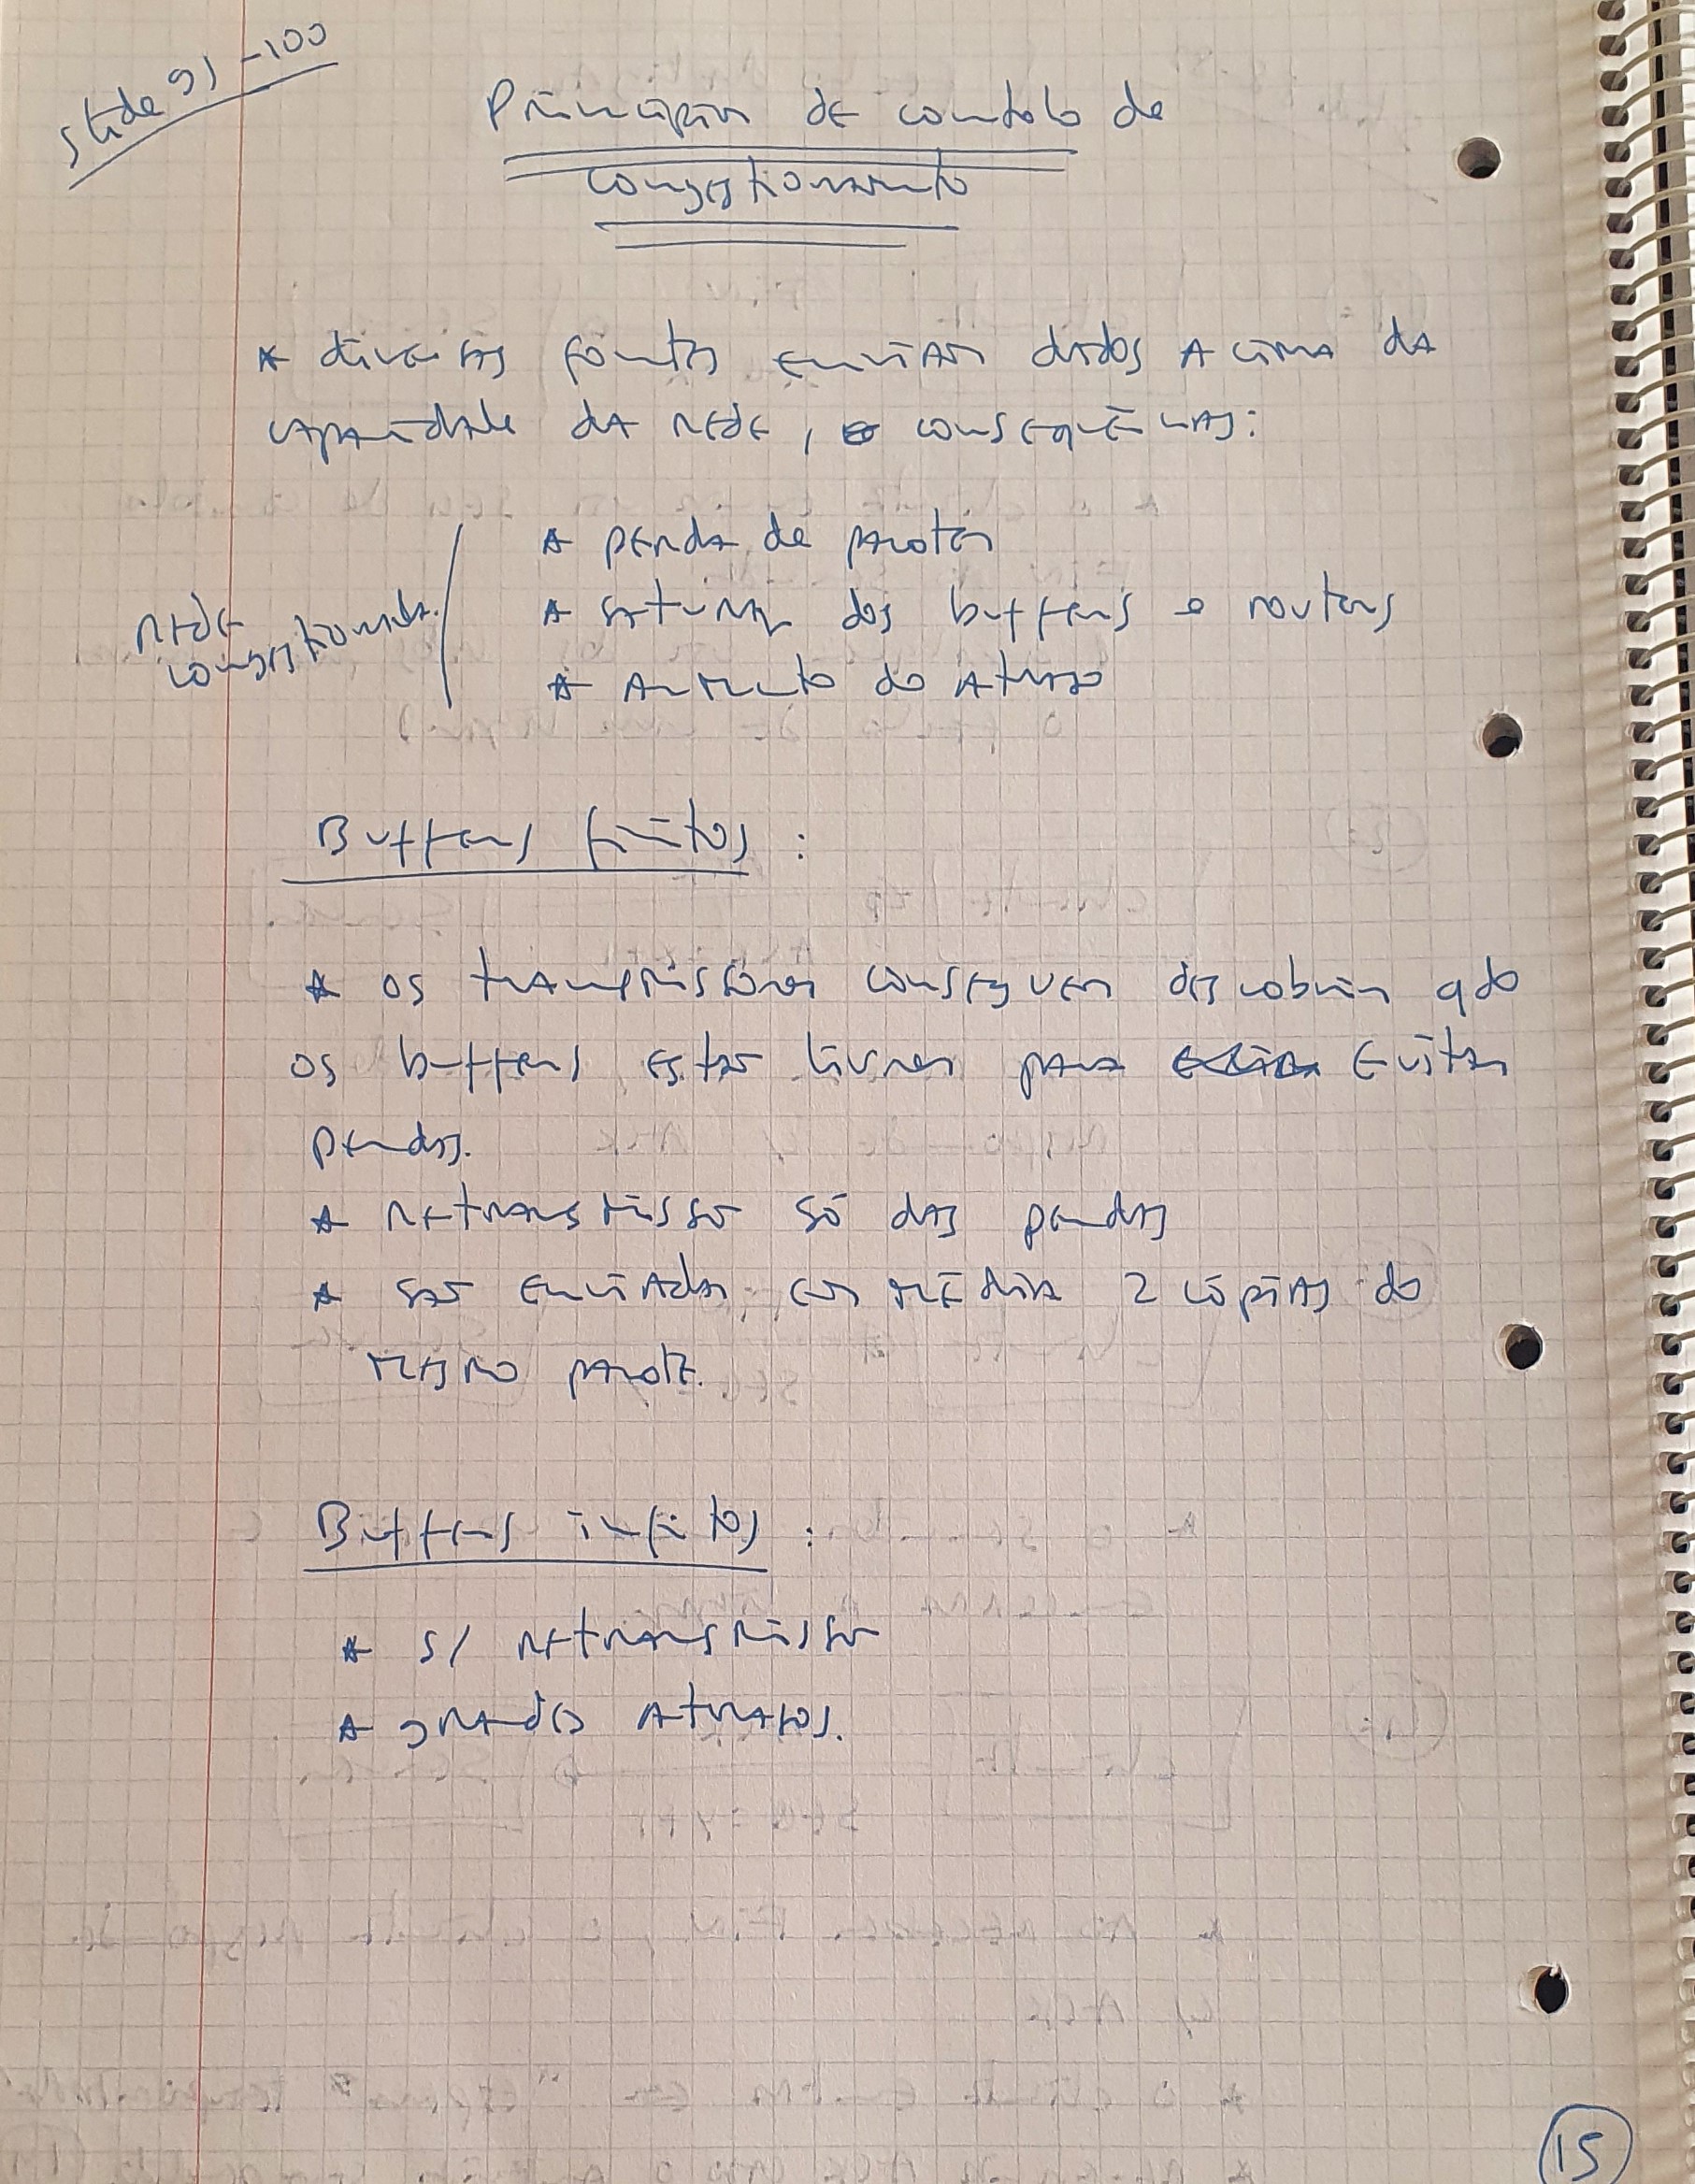 slide 91-100
Princípios de controlo de
congestionamento
* diversas fontes enviam dados acima da
capacidade da rede, consequências:
rede
congestionada
* perda de pacotes
* satura dos buffers e routers
* aumento do atraso
Buffers finitos:
* os transmissores conseguem descobrir qdo
os buffers estão livres para evitar
perdas.
* retransmissão só das perdas
* são enviadas em média 2 cópias do
mesmo pacote.
Buffers infitos:
* s/ retransmissão
* grandes atrasos.
15